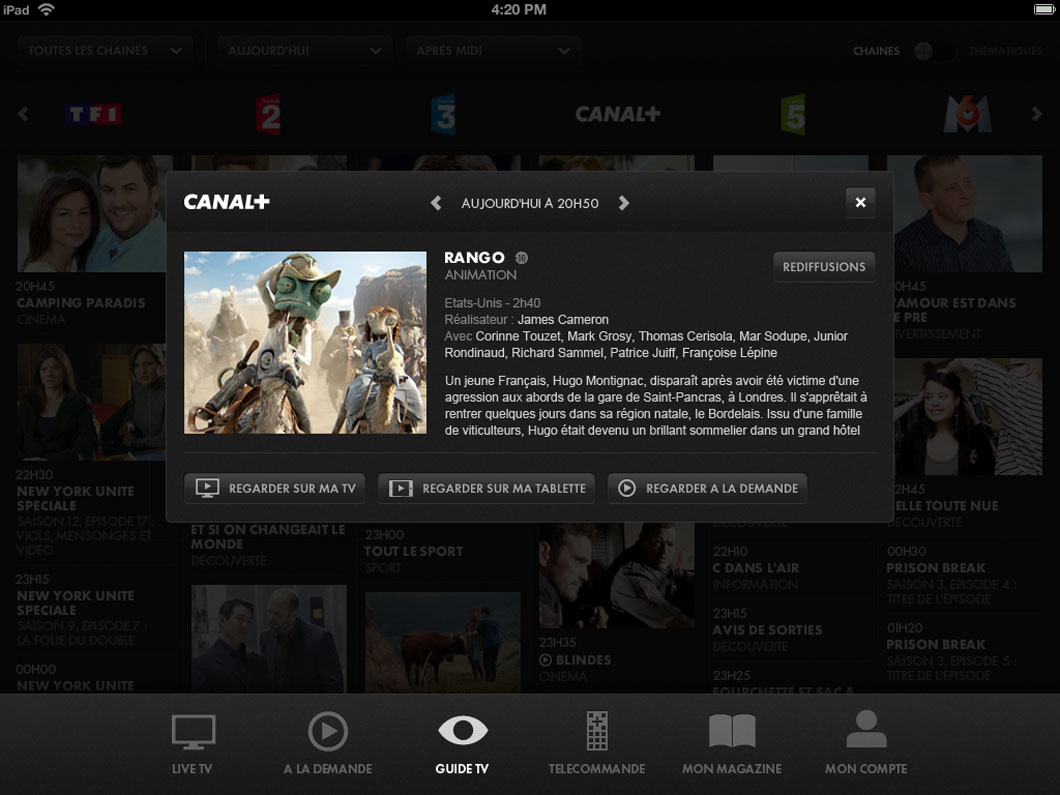 iPad
4:20 PM
TOUTES LES CHAINES
AUJOURD'HUI
APRES MIDI
CHAINES
THEMATIQUES
TF1
2
3
CANAL+
5
M6
CANAL+
AUJOURD'HUI A 20H50
RANGO 10
ANIMATION
REDIFFUSIONS
Etats-Unis - 2h40
Réalisateur : James Cameron
Avec Corinne Touzet, Mark Grosy, Thomas Cerisola, Mar Sodupe, Junior
Rondinaud, Richard Sammel, Patrice Juiff, Françoise Lépine
Un jeune Français, Hugo Montignac, disparaît après avoir été victime d'une
agression aux abords de la gare de Saint-Pancras, à Londres. Il s'apprêtait à
rentrer quelques jours dans sa région natale, le Bordelais. Issu d'une famille
de viticulteurs, Hugo était devenu un brillant sommelier dans un grand hôtel
REGARDER SUR MA TV
REGARDER SUR MA TABLETTE
REGARDER A LA DEMANDE
20H45
CAMPING PARADIS
CINEMA
22H30
NEW YORK UNITE
SPECIALE
SAISON 12, EPISODE 17 :
VIOLS, MENSONGES ET
VIDEO
23H15
NEW YORK UNITE
SPECIALE
SAISON 9, EPISODE 7 :
LA FOLIE DU DOUBLE
00H00
NEW YORK UNITE
ET SI ON CHANGEAIT LE
MONDE
DECOUVERTE
23H00
TOUT LE SPORT
SPORT
23H35
BLINDES
CINEMA
DECOUVERTE
22H10
C DANS L'AIR
INFORMATION
23H15
AVIS DE SORTIES
DECOUVERTE
23H25
FOURCHETTE ET SAC A
0H45
'AMOUR EST DANS
E PRE
IVERTISSEMENT
2H45
ELLE TOUTE NUE
ECOUVERTE
00H30
PRISON BREAK
SAISON 3, EPISODE 4 :
TITRE DE L'ÉPISODE
01H20
PRISON BREAK
SAISON 3, EPISODE 5 :
TITRE DE L'ÉPISODE
LIVE TV
A LA DEMANDE
GUIDE TV
TELECOMMANDE
MON MAGAZINE
MON COMPTE